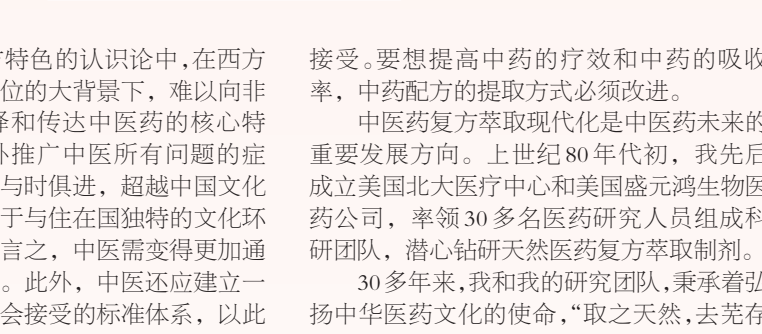 特色的认识论中,在西方
位的大背景下，难以向非
和传达中医药的核心特
推广中医所有问题的症
与时俱进，超越中国文化
于与住在国独特的文化环
言之，中医需变得更加通
。此外，中医还应建立一
会接受的标准体系，以此
接受。要想提高中药的疗效和中药的吸收
率，中药配方的提取方式必须改进。
中医药复方萃取现代化是中医药未来的
重要发展方向。上世纪80年代初，我先后
成立美国北大医疗中心和美国盛元鸿生物医
药公司，率领30多名医药研究人员组成科
研团队，潜心钻研天然医药复方萃取制剂。
30多年来,我和我的研究团队,秉承着弘
扬中华医药文化的使命,“取之天然,去芜存